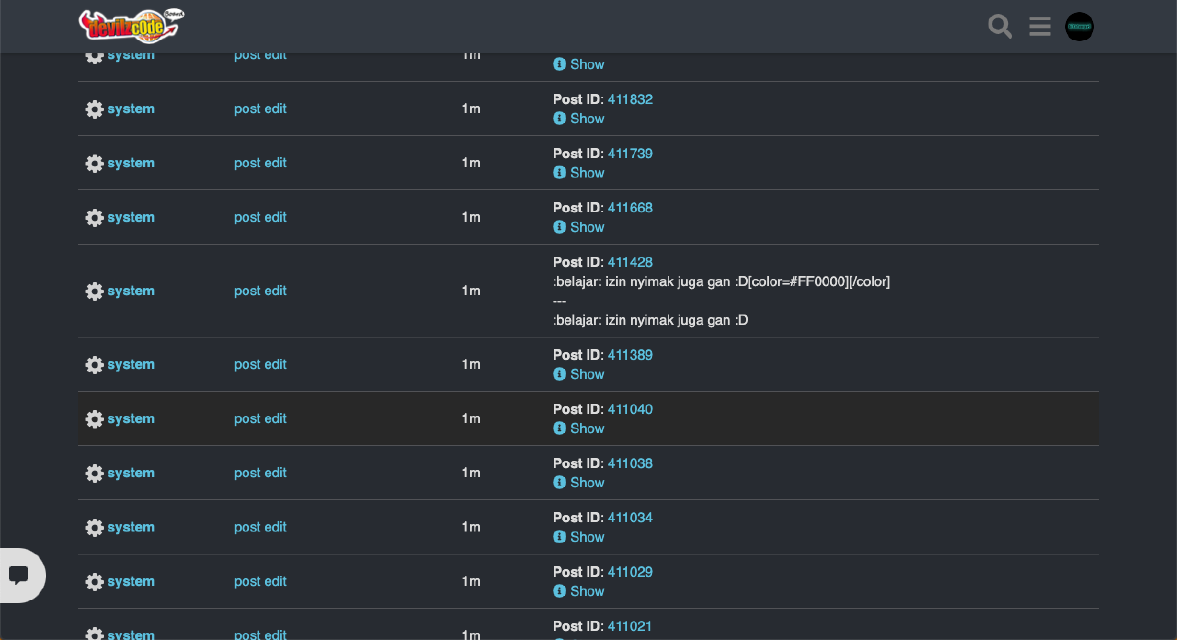 devilzc0de
system post edit 1m
Show
Post ID: 411832
system post edit 1m
Show
Post ID: 411739
system post edit 1m
Show
Post ID: 411668
system post edit 1m
Show
Post ID: 411428
:belajar: izin nyimak juga gan :D[color=#FF0000][/color]
system post edit 1m
---
:belajar: izin nyimak juga gan :D
Post ID: 411389
system post edit 1m
Show
Post ID: 411040
system post edit 1m
Show
Post ID: 411038
system post edit 1m
Show
Post ID: 411034
system post edit 1m
Show
Post ID: 411029
system post edit 1m
Show
Post ID: 411021
system post edit 1m